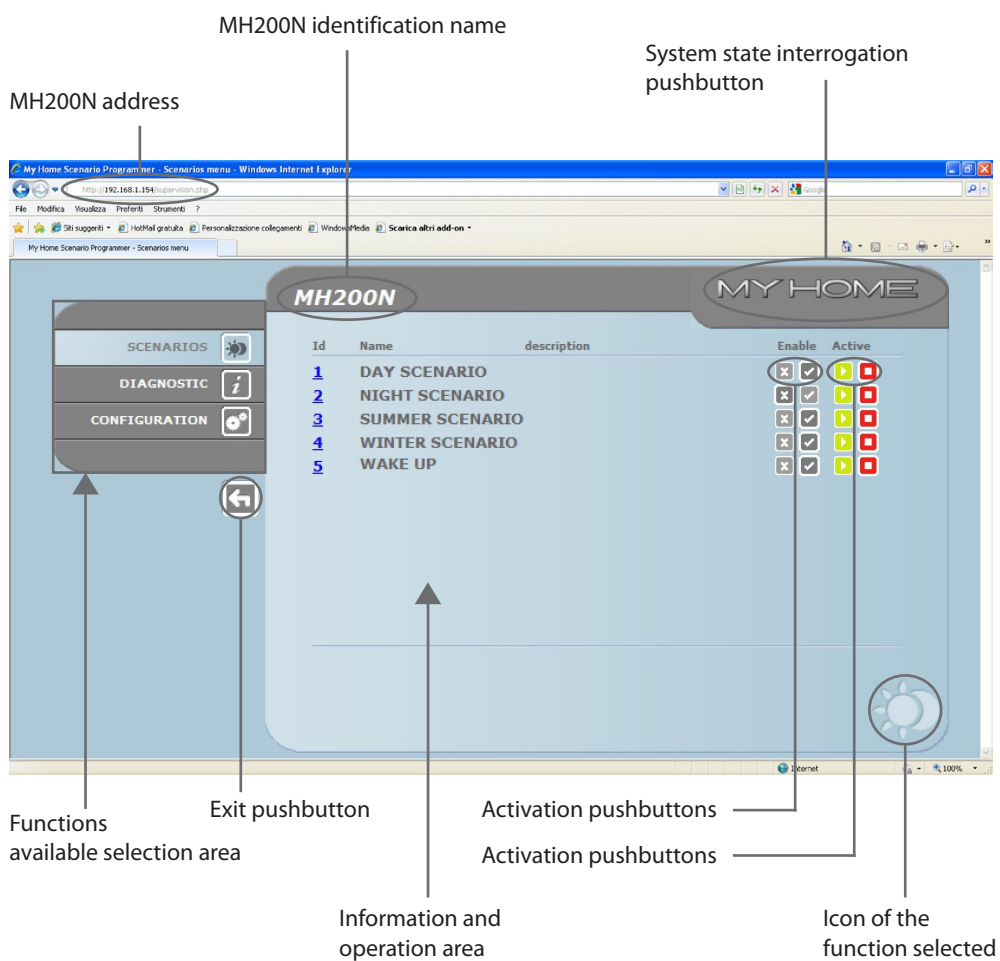 MH200N identification name
System state interrogation
pushbutton
MH200N address
My Home Scenario Programmer - Scenarios menu - Windows Internet Explorer
http://192.168.1.154/supervision.php
Google
File Modifica Visualizza Preferiti Strumenti ?
Siti suggeriti HotMail gratuita Personalizzazione collegamenti WindowsMedia Scarica altri add-on
My Home Scenario Programmer - Scenarios menu
MH200N
MY HOME
SCENARIOS
DIAGNOSTIC
CONFIGURATION
Id Name description Enable Active
1 DAY SCENARIO
2 NIGHT SCENARIO
3 SUMMER SCENARIO
4 WINTER SCENARIO
5 WAKE UP
Internet 100%
Functions
available selection area
Exit pushbutton
Activation pushbuttons
Activation pushbuttons
Information and
operation area
Icon of the
function selected